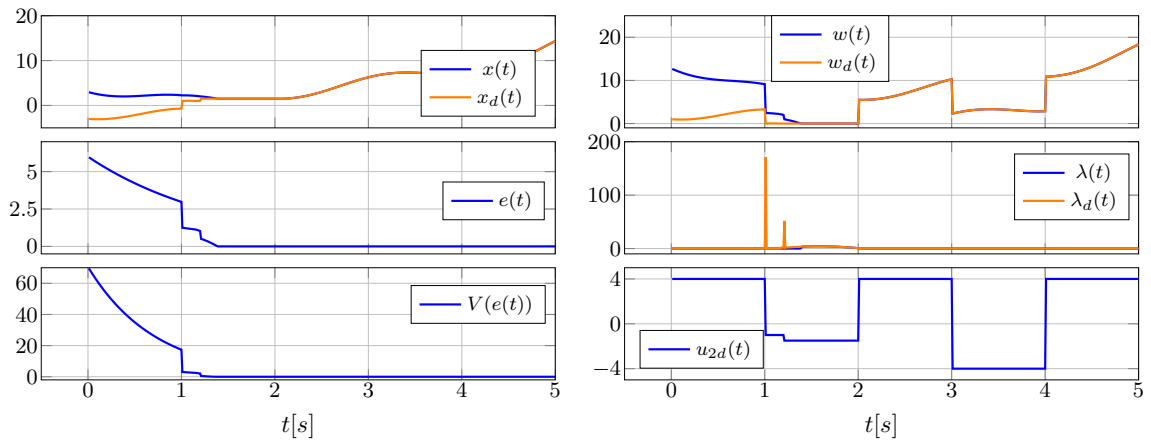 20
10
0
x(t)
x_d(t)
5
2.5
0
e(t)
60
40
20
0
V(e(t))
0 1 2 3 4 5
t[s]
20
10
0
w(t)
w_d(t)
200
100
0
λ(t)
λ_d(t)
4
0
−4
u_{2d}(t)
0 1 2 3 4 5
t[s]